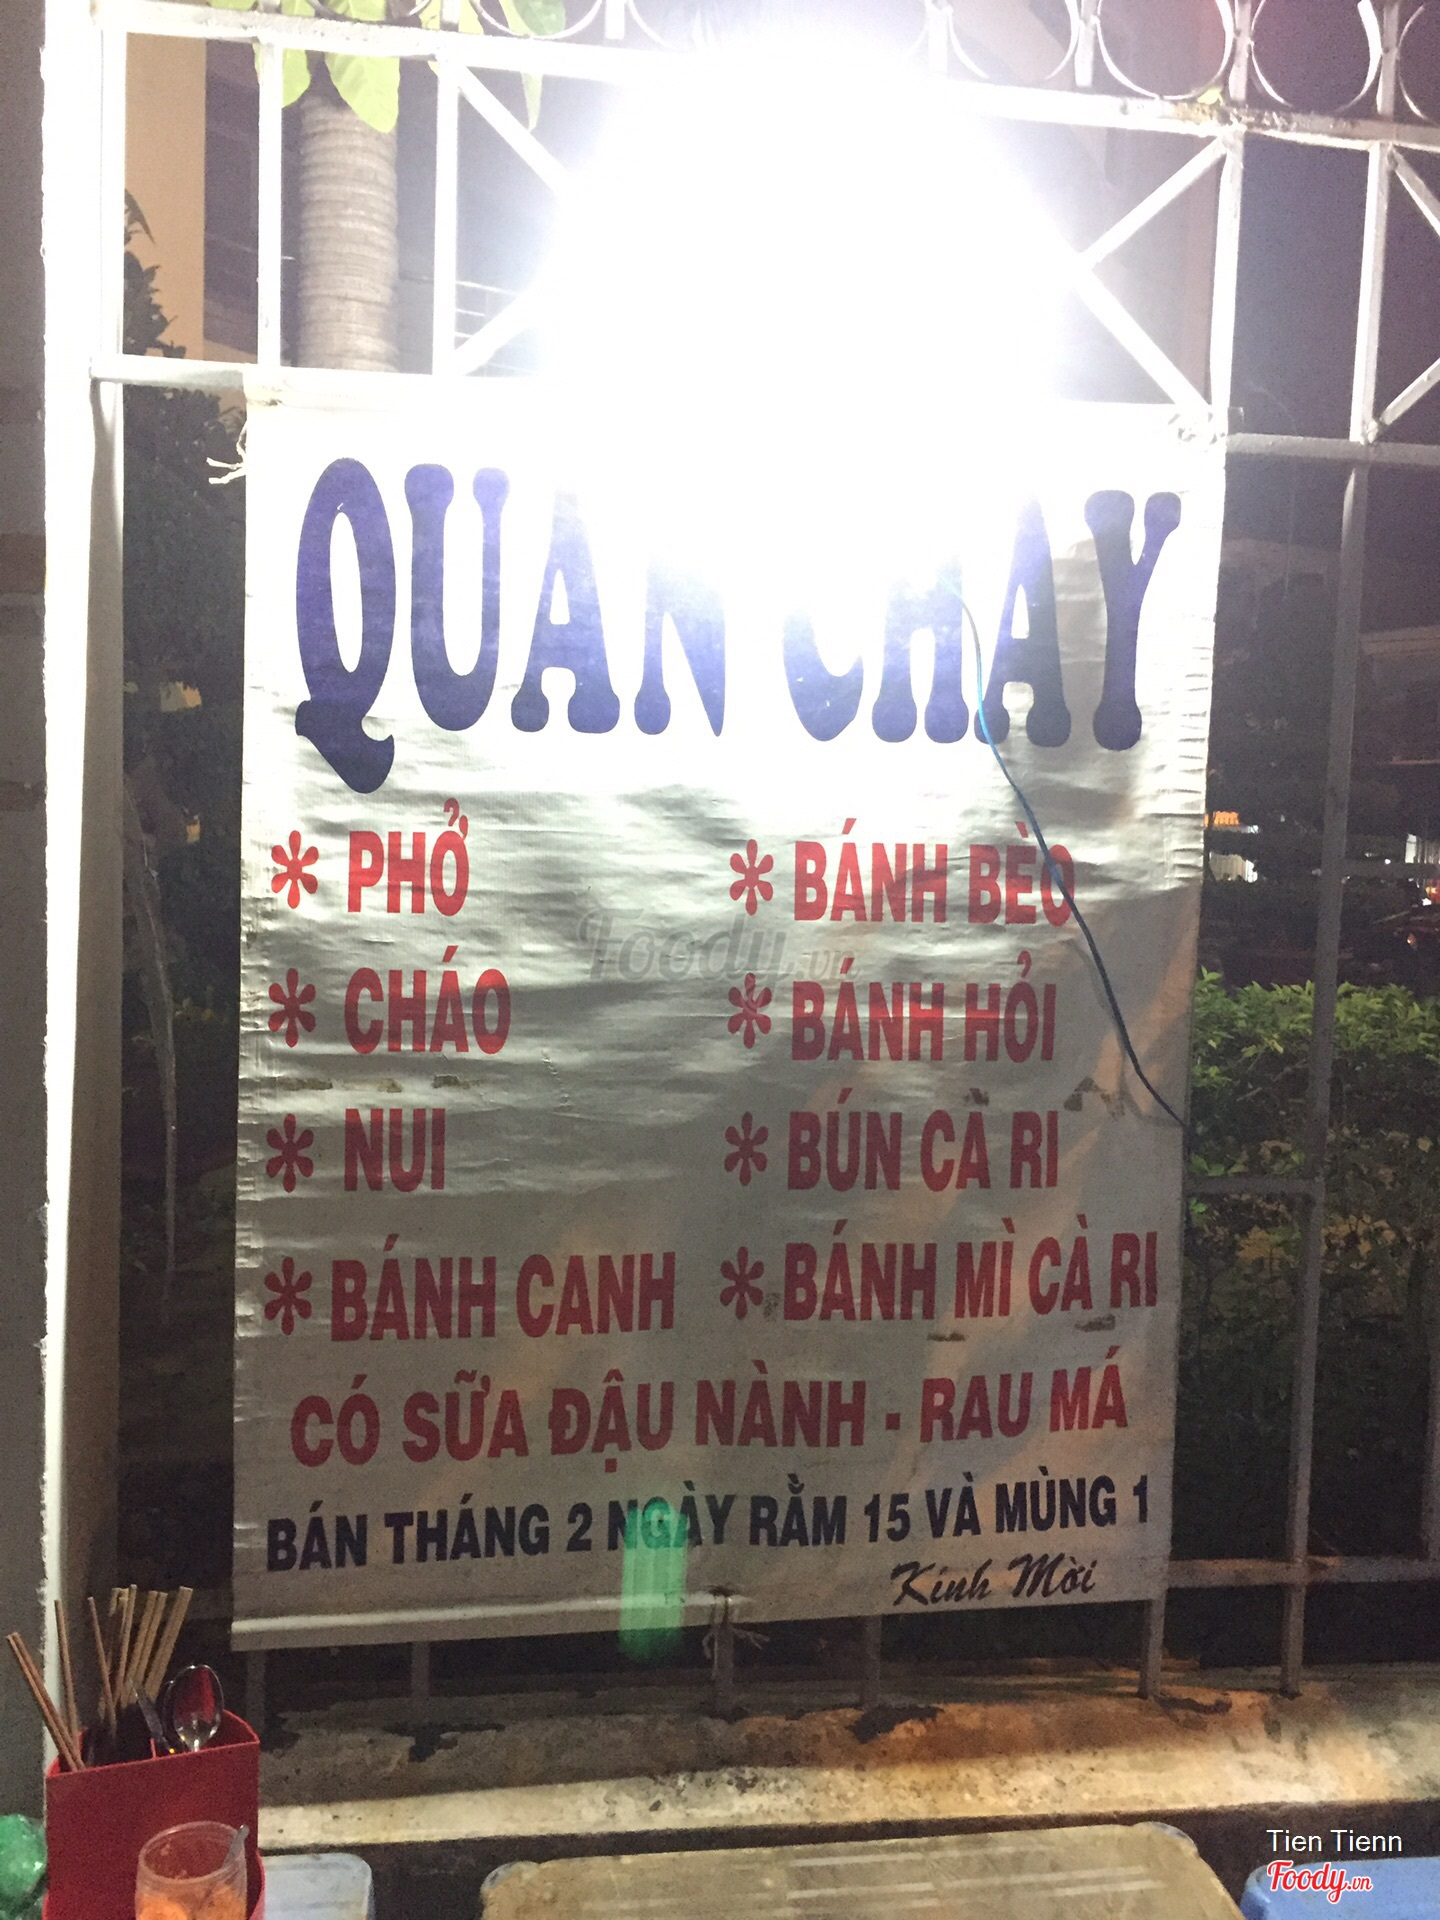 QUÁN CHAY
* PHỞ
* BÁNH BÈO
* CHÁO
* BÁNH HỎI
* NUI
* BÚN CÀ RI
* BÁNH CANH
* BÁNH MÌ CÀ RI
CÓ SỮA ĐẬU NÀNH - RAU MÁ
BÁN THÁNG 2 NGÀY RẰM 15 VÀ MÙNG 1
Kính Mời
Foody.vn
Tien Tienn
Foody.vn